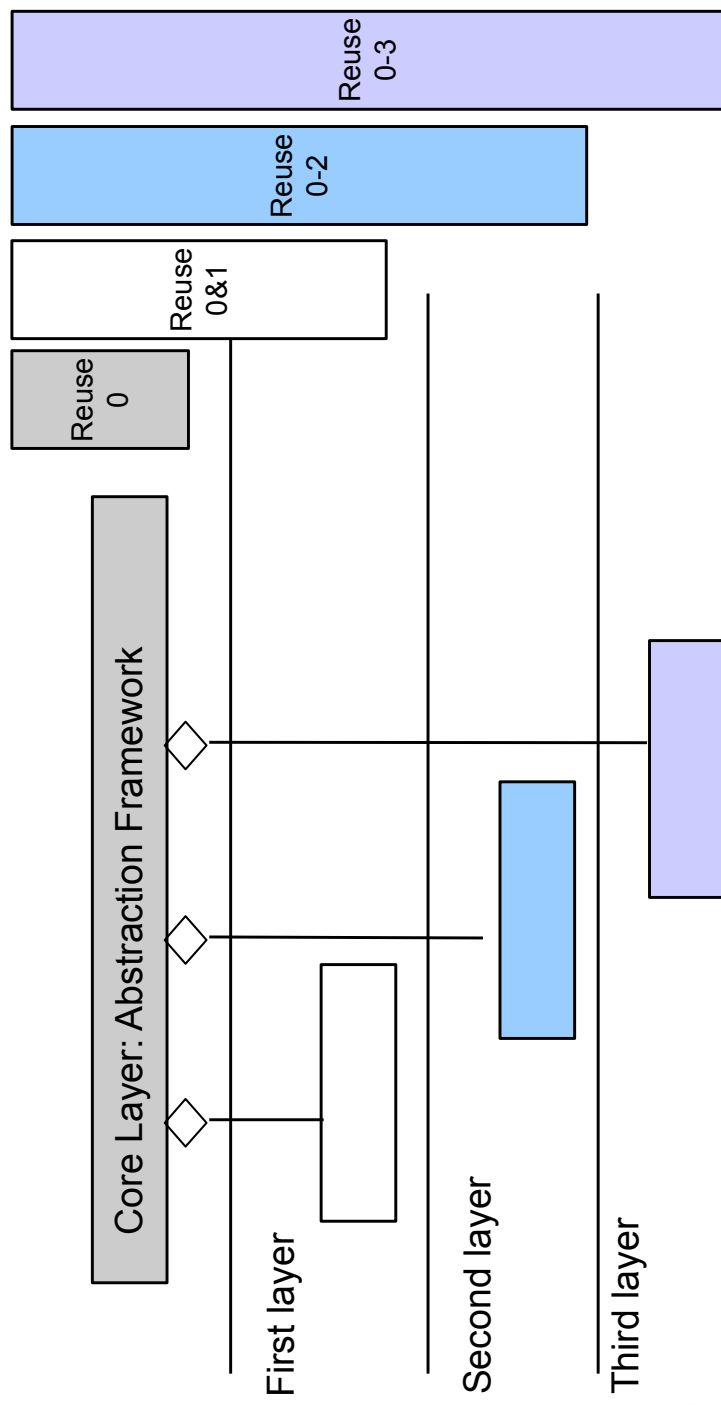 Core Layer: Abstraction Framework
First layer
Second layer
Third layer
Reuse
0
Reuse
0&1
Reuse
0-2
Reuse
0-3